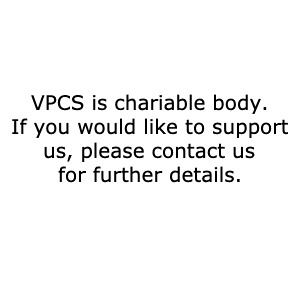 VPCS is chariable body.
If you would like to support
us, please contact us
for further details.